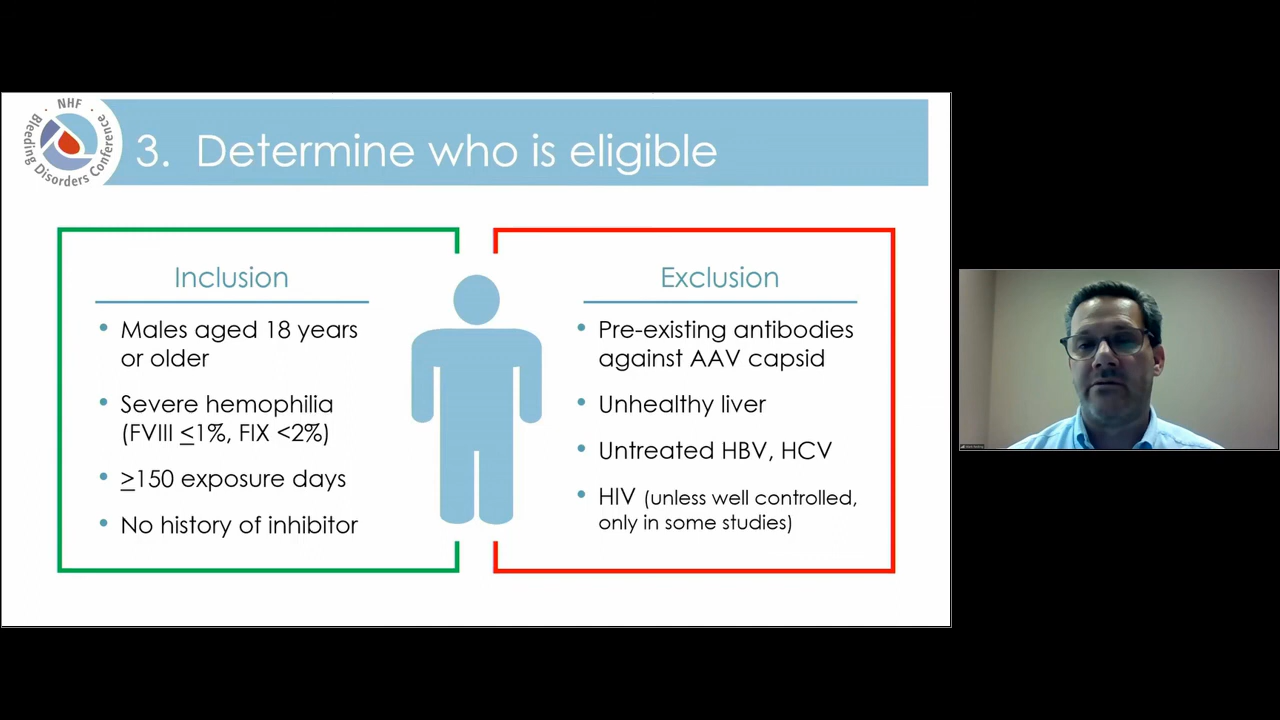 NHF
Bleeding Disorders Conference
3. Determine who is eligible
Inclusion
• Males aged 18 years
or older
• Severe hemophilia
(FVIII ≤1%, FIX <2%)
• ≥150 exposure days
• No history of inhibitor
Exclusion
• Pre-existing antibodies
against AAV capsid
• Unhealthy liver
• Untreated HBV, HCV
• HIV (unless well controlled,
only in some studies)